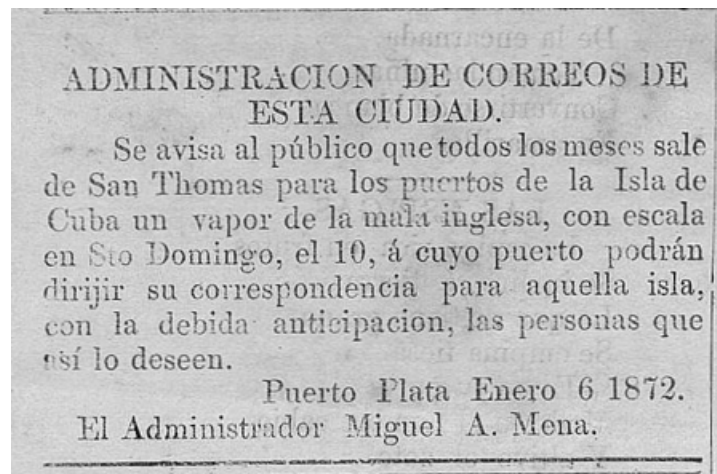 ADMINISTRACION DE CORREOS DE
ESTA CIUDAD.
Se avisa al público que todos los meses sale
de San Thomas para los puertos de la Isla de
Cuba un vapor de la mala inglesa, con escala
en Sto Domingo, el 10, á cuyo puerto podrán
dirijir su correspondencia para aquella isla,
con la debida anticipacion, las personas que
así lo deseen.
Puerto Plata Enero 6 1872.
El Administrador Miguel A. Mena.